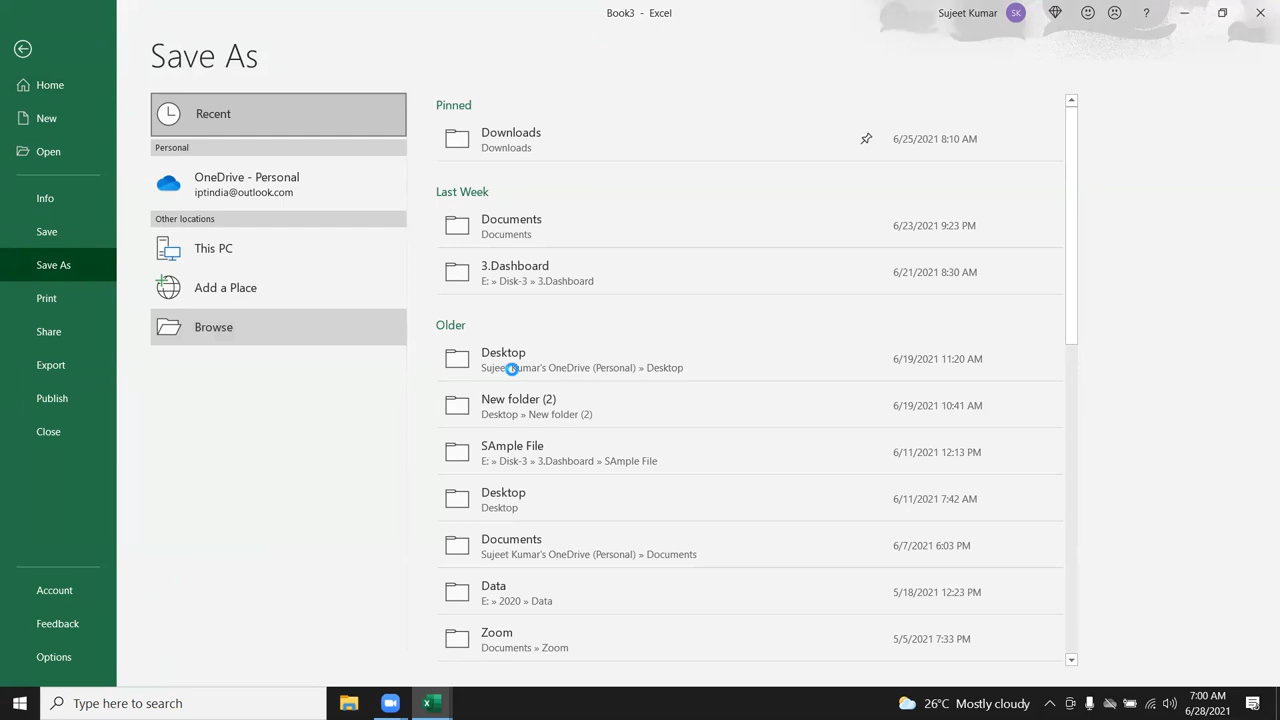 Book3 - Excel
Sujeet Kumar
SK
?
Save As
Home
New
Open
Info
Save
Save As
Print
Share
Export
Publish
Close
Account
Feedback
Options
Recent
Personal
OneDrive - Personal
iptindia@outlook.com
Other locations
This PC
Add a Place
Browse
Pinned
Downloads
Downloads
6/25/2021 8:10 AM
Last Week
Documents
Documents
6/23/2021 9:23 PM
3.Dashboard
E: » Disk-3 » 3.Dashboard
6/21/2021 8:30 AM
Older
Desktop
Sujeet Kumar's OneDrive (Personal) » Desktop
6/19/2021 11:20 AM
New folder (2)
Desktop » New folder (2)
6/19/2021 10:41 AM
SAmple File
E: » Disk-3 » 3.Dashboard » SAmple File
6/11/2021 12:13 PM
Desktop
Desktop
6/11/2021 7:42 AM
Documents
Sujeet Kumar's OneDrive (Personal) » Documents
6/7/2021 6:03 PM
Data
E: » 2020 » Data
5/18/2021 12:23 PM
Zoom
Documents » Zoom
5/5/2021 7:33 PM
Type here to search
26°C Mostly cloudy
7:00 AM
6/28/2021